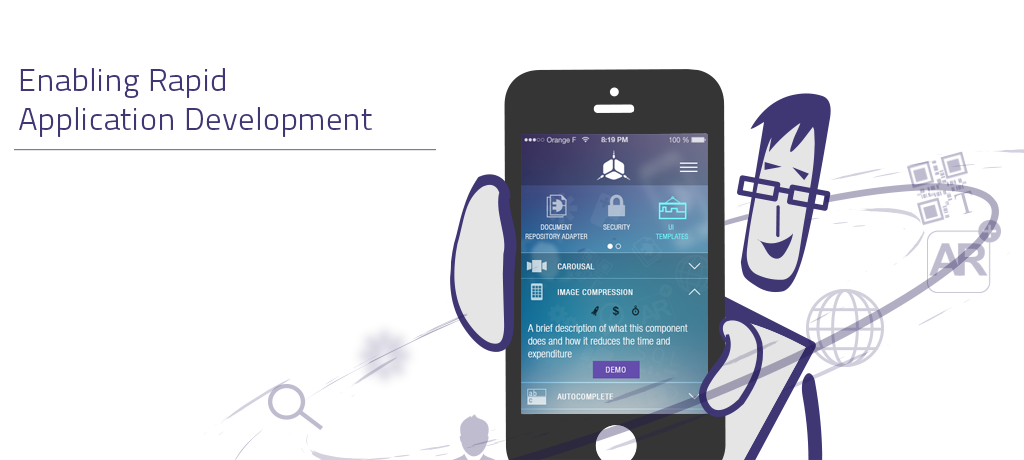 Enabling Rapid
Application Development
Orange F 8:19 PM 100 %
DOCUMENT
REPOSITORY ADAPTER
SECURITY
UI
TEMPLATES
CAROUSAL
IMAGE COMPRESSION
$
A brief description of what this component
does and how it reduces the time and
expenditure
DEMO
ab
c
AUTOCOMPLETE
AR